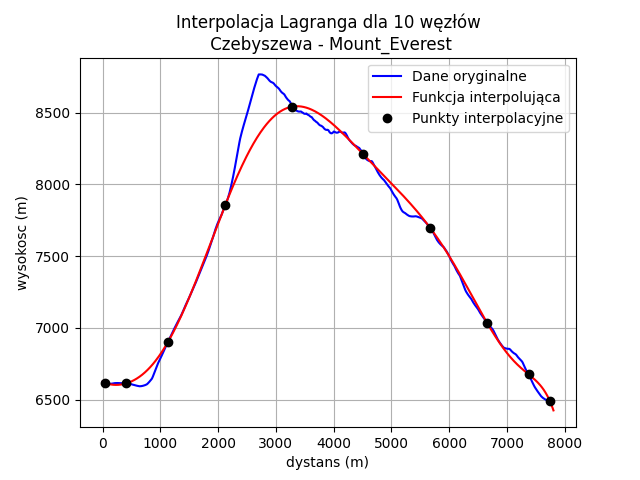 Interpolacja Lagranga dla 10 węzłów
Czebyszewa - Mount_Everest
Dane oryginalne
Funkcja interpolująca
Punkty interpolacyjne
wysokosc (m)
8500
8000
7500
7000
6500
0 1000 2000 3000 4000 5000 6000 7000 8000
dystans (m)